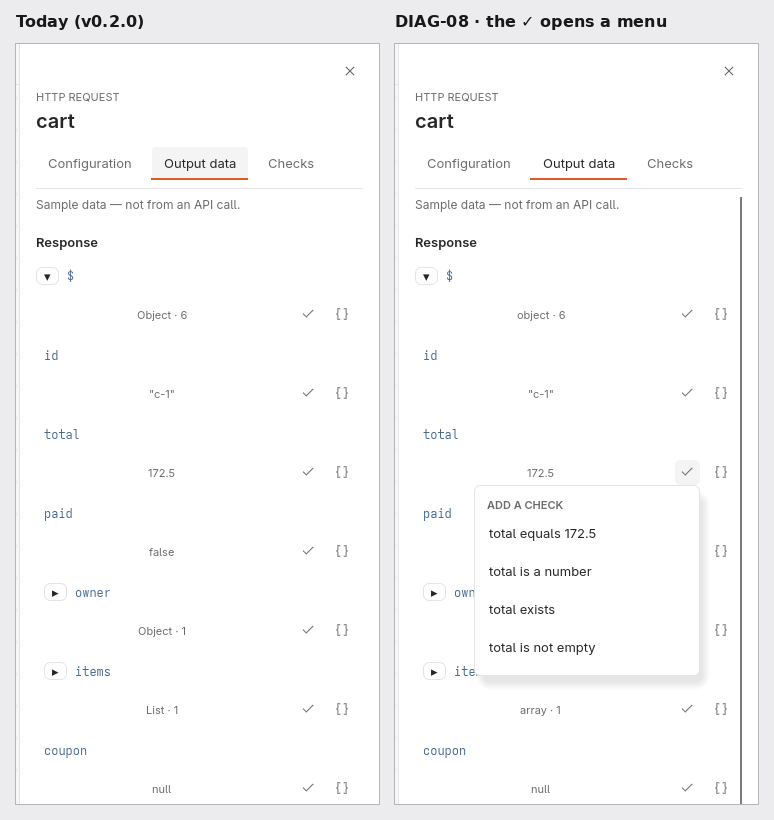 Today (v0.2.0)
HTTP REQUEST
cart
Configuration Output data Checks
Sample data — not from an API call.
Response
▼ $
Object · 6 ✓ {}
id
"c-1" ✓ {}
total
172.5 ✓ {}
paid
false ✓ {}
▶ owner
Object · 1 ✓ {}
▶ items
List · 1 ✓ {}
coupon
null ✓ {}
DIAG-08 · the ✓ opens a menu
HTTP REQUEST
cart
Configuration Output data Checks
Sample data — not from an API call.
Response
▼ $
object · 6 ✓ {}
id
"c-1" ✓ {}
total
172.5 ✓ {}
ADD A CHECK
total equals 172.5
total is a number
total exists
total is not empty
paid
{}
▶ own
{}
▶ ite
array · 1 ✓ {}
coupon
null ✓ {}